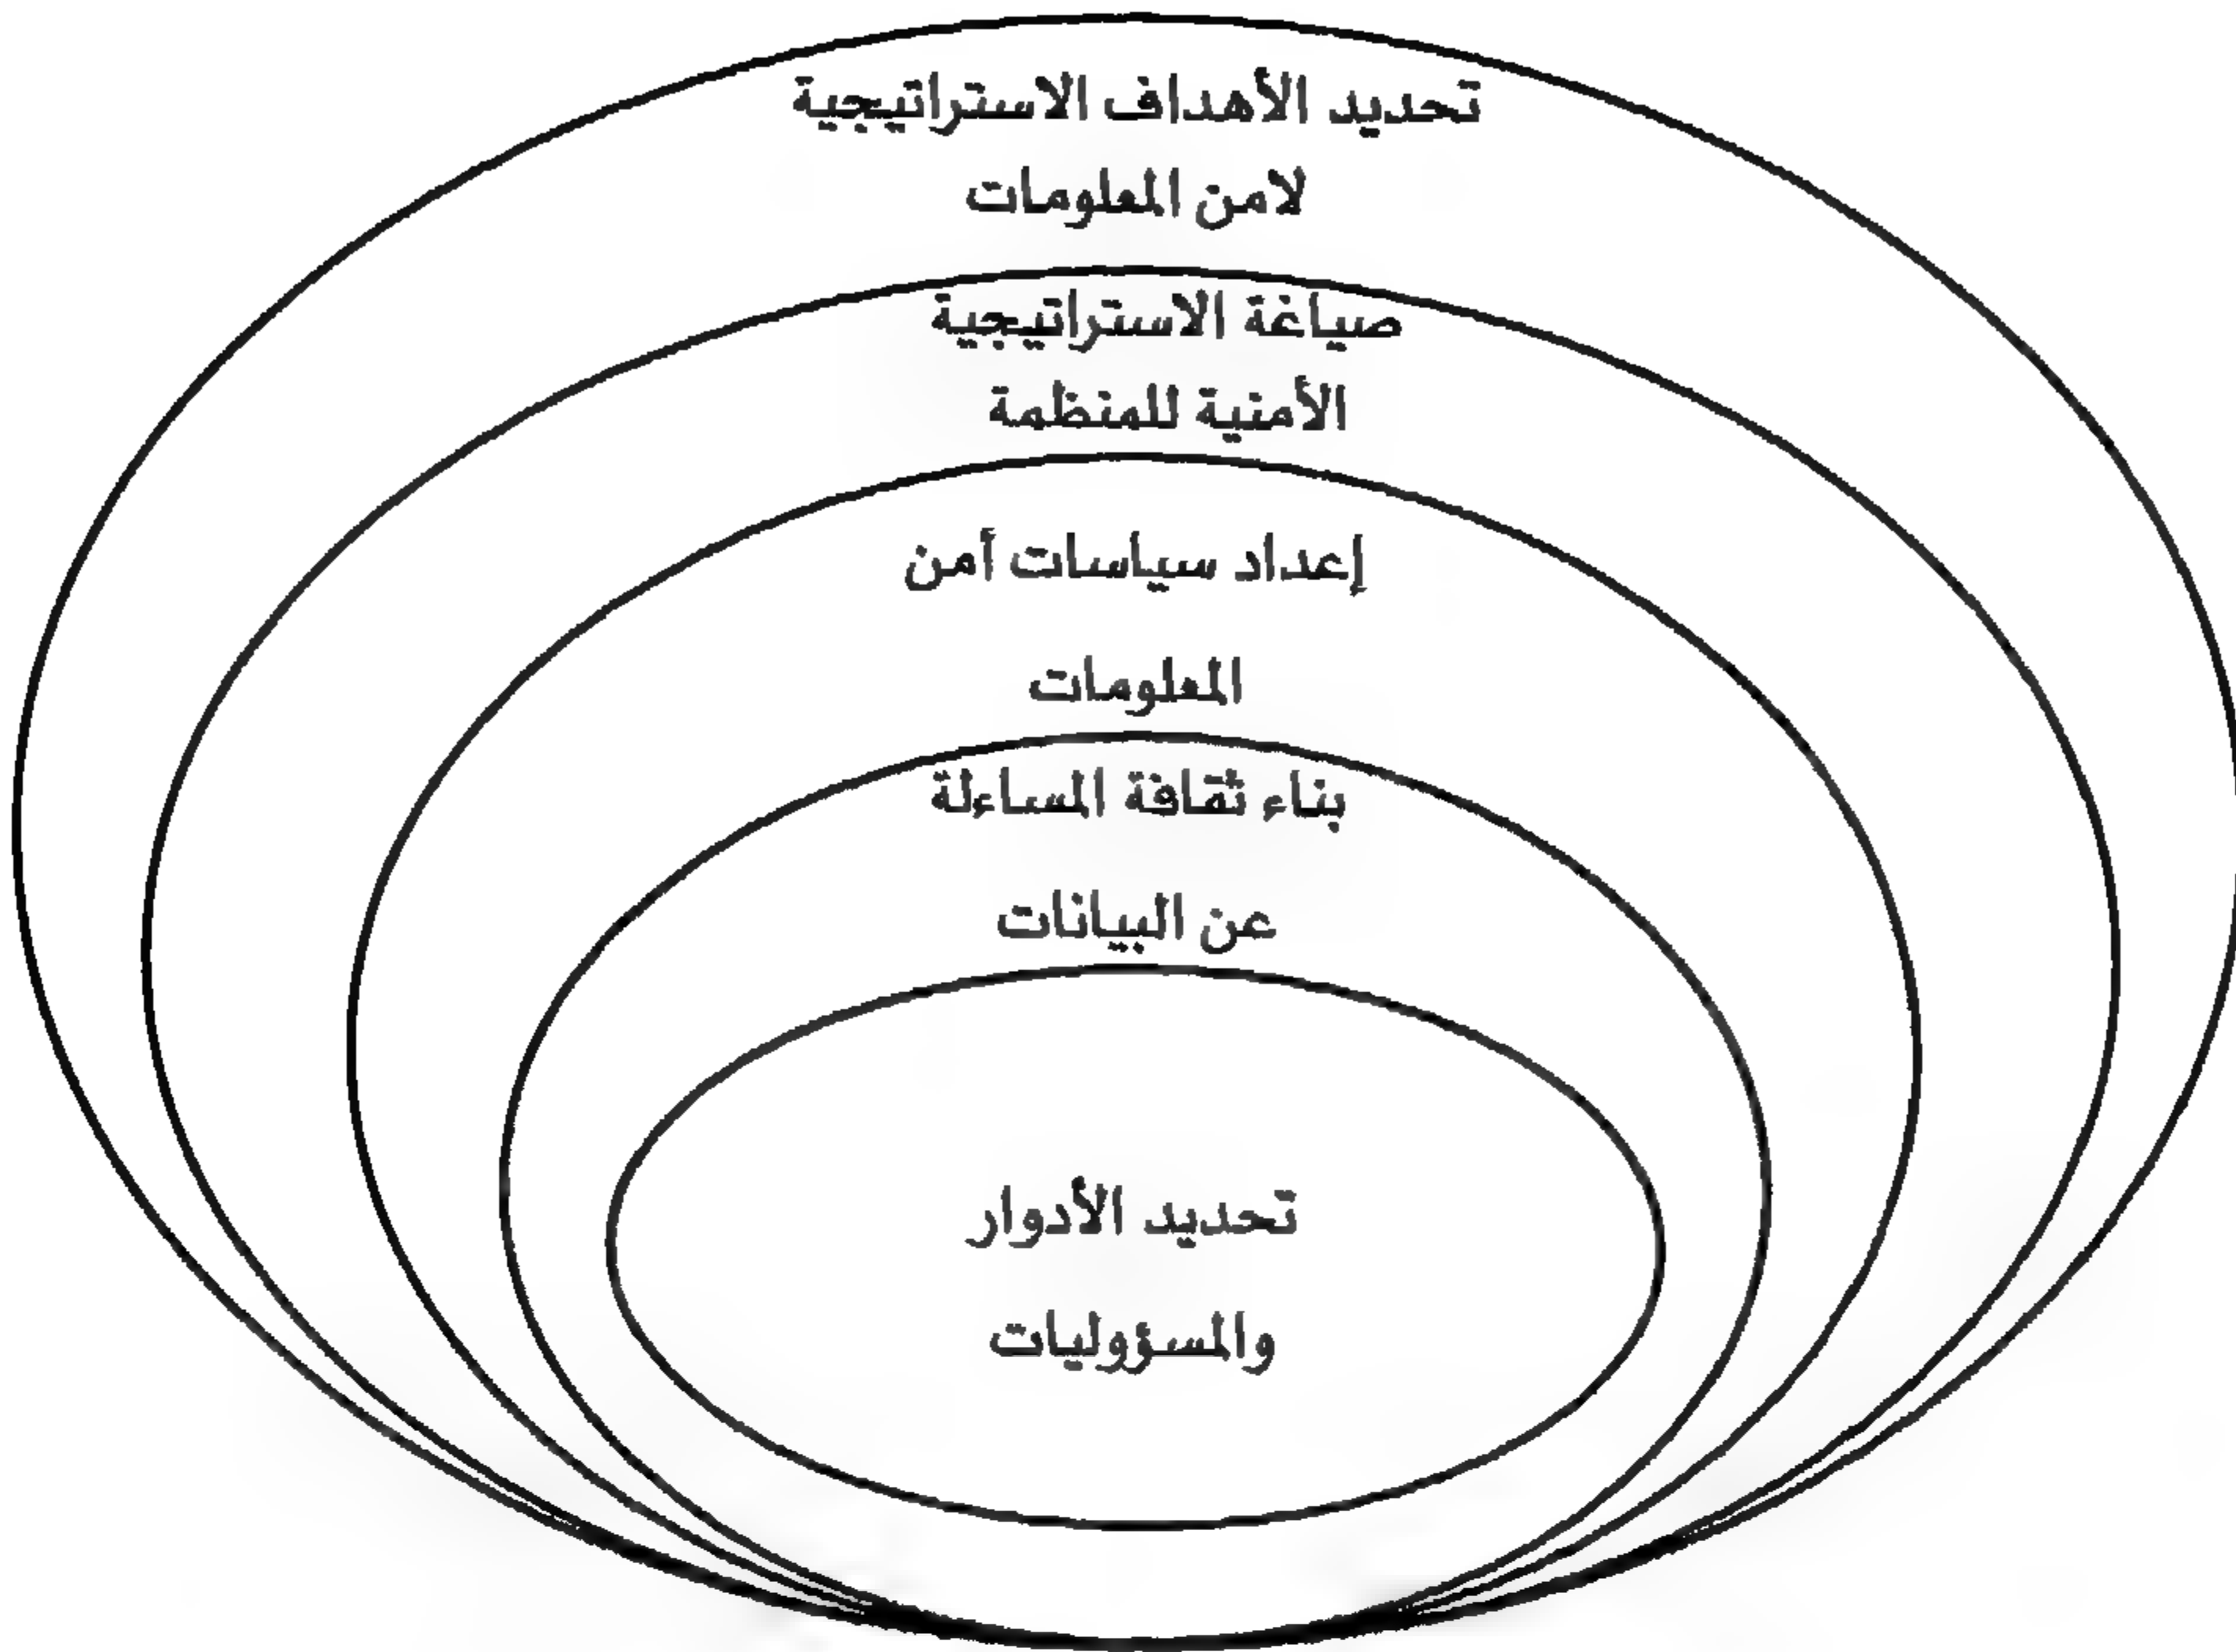 تحديد الأهداف الاستراتيجية
لامن المعلومات
صياغة الاستراتيجية
الأمنية للمنظمة
إعداد سياسات أمن
المعلومات
بناء ثقافة المساءلة
عن البيانات
تحديد الأدوار
والمسؤوليات